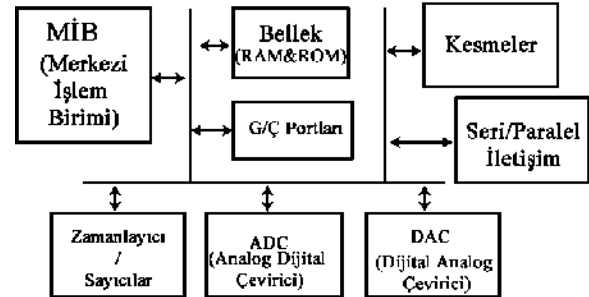 MİB
(Merkezi
İşlem
Birimi)
Bellek
(RAM&ROM)
G/Ç Portları
Kesmeler
Seri/Paralel
İletişim
Zamanlayıcı
/
Sayıcılar
ADC
(Analog Dijital
Çevirici)
DAC
(Dijital Analog
Çevirici)